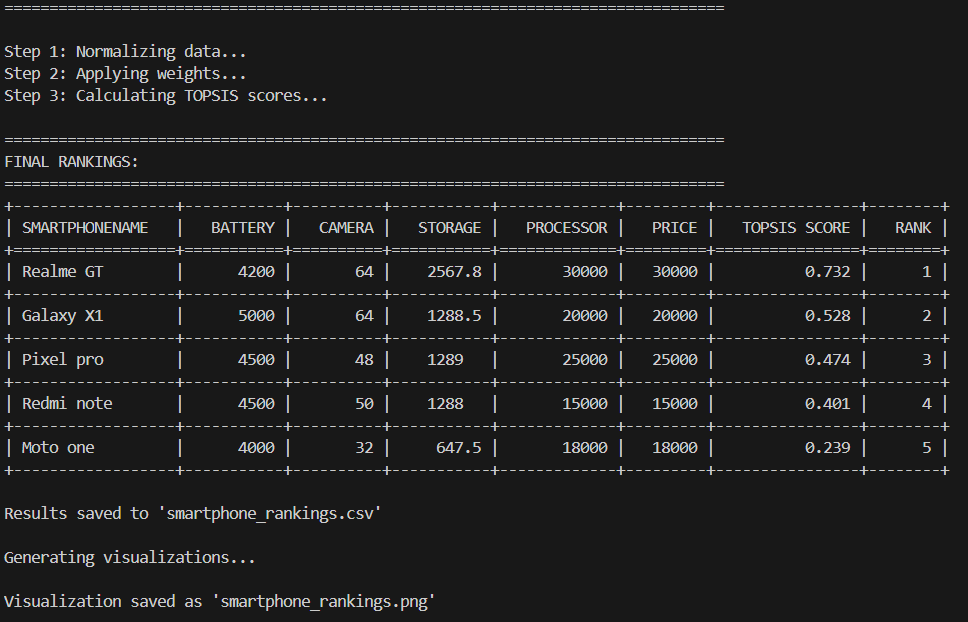 ================================================================================
Step 1: Normalizing data...
Step 2: Applying weights...
Step 3: Calculating TOPSIS scores...
================================================================================
FINAL RANKINGS:
================================================================================
+------------------+-----------+----------+-----------+-------------+---------+----------------+--------+
| SMARTPHONENAME   |   BATTERY |   CAMERA |   STORAGE |   PROCESSOR |   PRICE |   TOPSIS SCORE |   RANK |
+==================+===========+==========+===========+=============+=========+================+========+
| Realme GT        |      4200 |       64 |    2567.8 |       30000 |   30000 |          0.732 |      1 |
+------------------+-----------+----------+-----------+-------------+---------+----------------+--------+
| Galaxy X1        |      5000 |       64 |    1288.5 |       20000 |   20000 |          0.528 |      2 |
+------------------+-----------+----------+-----------+-------------+---------+----------------+--------+
| Pixel pro        |      4500 |       48 |    1289   |       25000 |   25000 |          0.474 |      3 |
+------------------+-----------+----------+-----------+-------------+---------+----------------+--------+
| Redmi note       |      4500 |       50 |    1288   |       15000 |   15000 |          0.401 |      4 |
+------------------+-----------+----------+-----------+-------------+---------+----------------+--------+
| Moto one         |      4000 |       32 |     647.5 |       18000 |   18000 |          0.239 |      5 |
+------------------+-----------+----------+-----------+-------------+---------+----------------+--------+
Results saved to 'smartphone_rankings.csv'
Generating visualizations...
Visualization saved as 'smartphone_rankings.png'